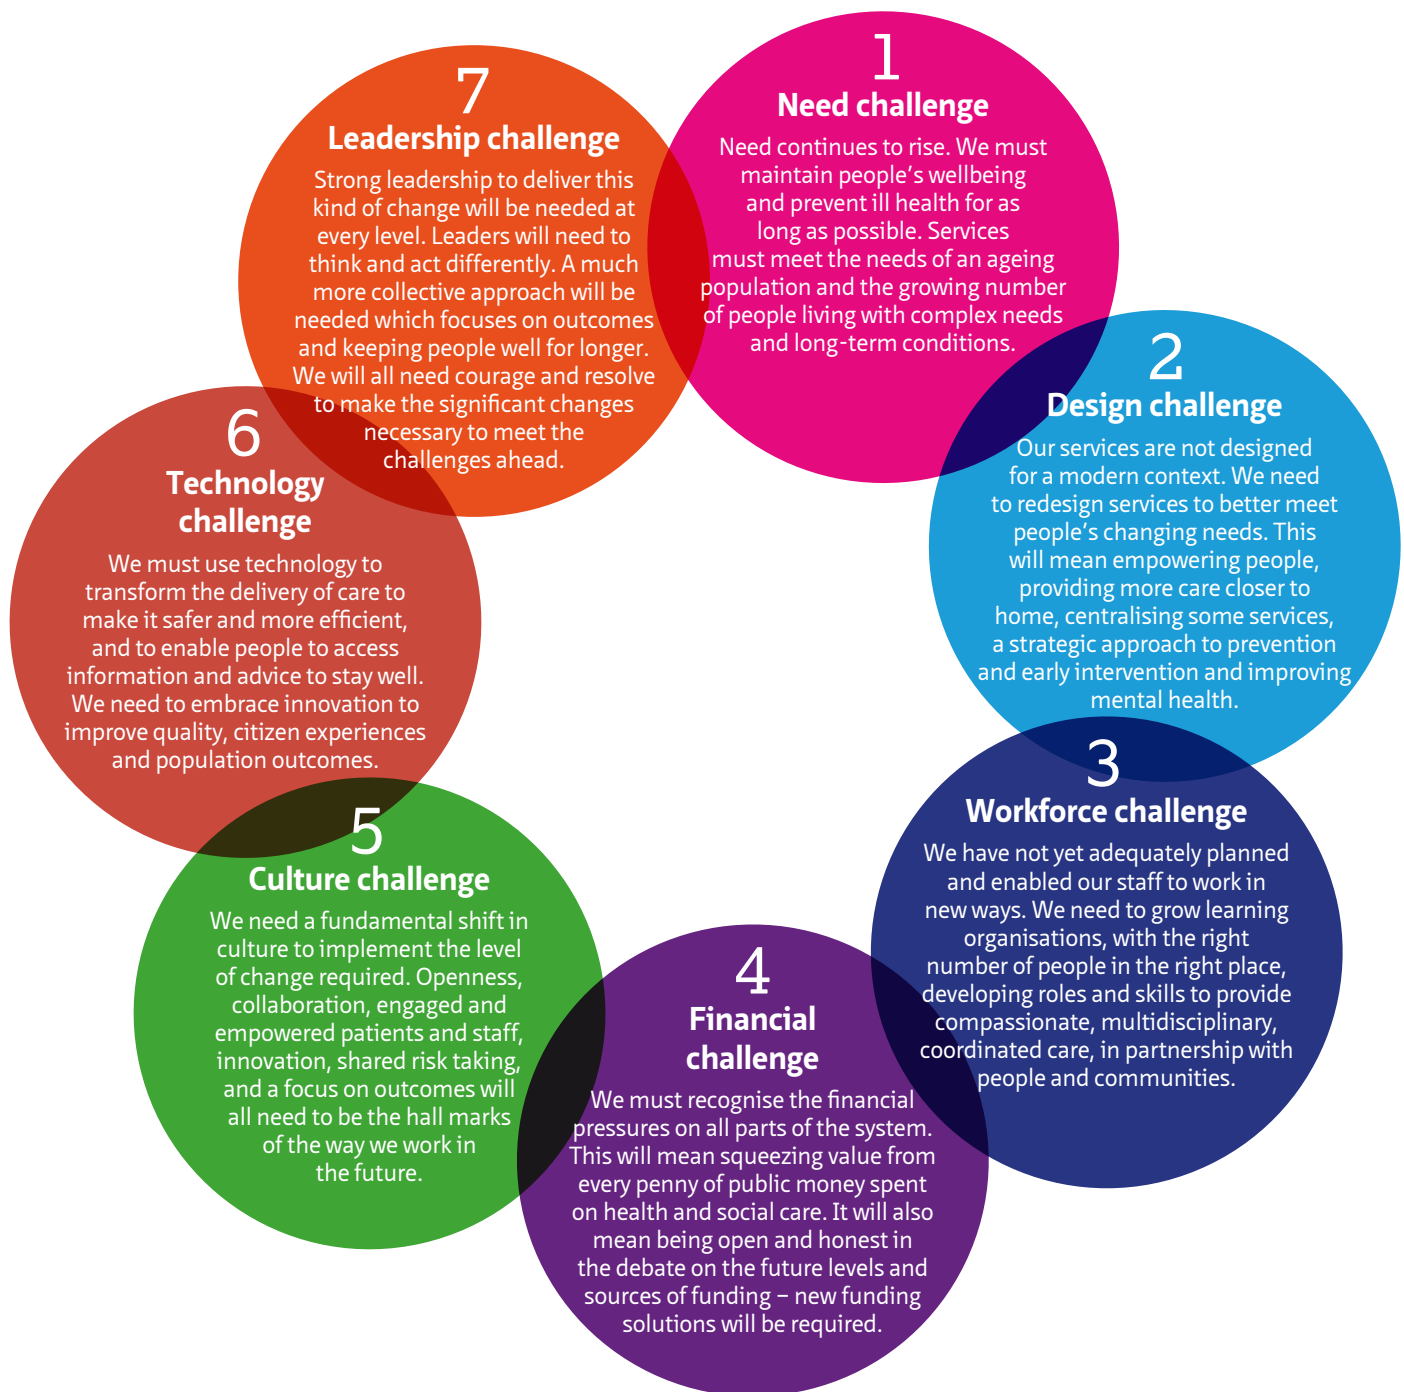 1
Need challenge
Need continues to rise. We must
maintain people's wellbeing
and prevent ill health for as
long as possible. Services
must meet the needs of an ageing
population and the growing number
of people living with complex needs
and long-term conditions.
2
Design challenge
Our services are not designed
for a modern context. We need
to redesign services to better meet
people's changing needs. This
will mean empowering people,
providing more care closer to
home, centralising some services,
a strategic approach to prevention
and early intervention and improving
mental health.
3
Workforce challenge
We have not yet adequately planned
and enabled our staff to work in
new ways. We need to grow learning
organisations, with the right
number of people in the right place,
developing roles and skills to provide
compassionate, multidisciplinary,
coordinated care, in partnership with
people and communities.
4
Financial
challenge
We must recognise the financial
pressures on all parts of the system.
This will mean squeezing value from
every penny of public money spent
on health and social care. It will also
mean being open and honest in
the debate on the future levels and
sources of funding – new funding
solutions will be required.
5
Culture challenge
We need a fundamental shift in
culture to implement the level
of change required. Openness,
collaboration, engaged and
empowered patients and staff,
innovation, shared risk taking,
and a focus on outcomes will
all need to be the hall marks
of the way we work in
the future.
6
Technology
challenge
We must use technology to
transform the delivery of care to
make it safer and more efficient,
and to enable people to access
information and advice to stay well.
We need to embrace innovation to
improve quality, citizen experiences
and population outcomes.
7
Leadership challenge
Strong leadership to deliver this
kind of change will be needed at
every level. Leaders will need to
think and act differently. A much
more collective approach will be
needed which focuses on outcomes
and keeping people well for longer.
We will all need courage and resolve
to make the significant changes
necessary to meet the
challenges ahead.